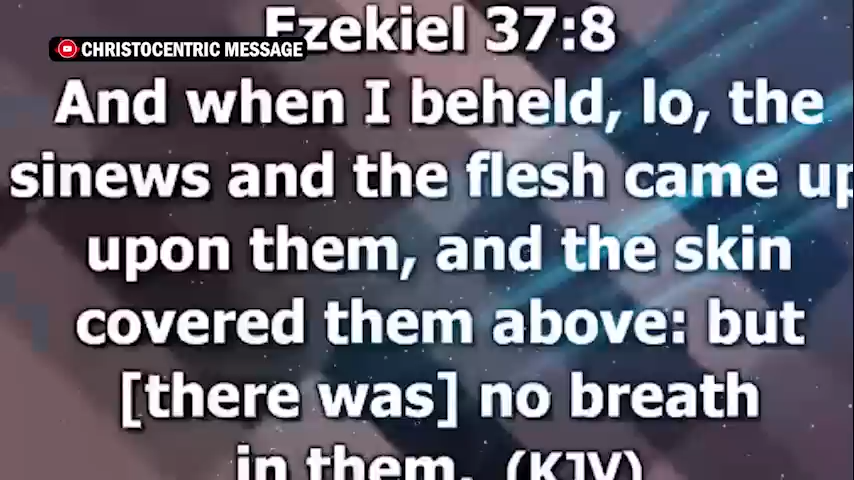 Ezekiel 37:8
CHRISTOCENTRIC MESSAGE
And when I beheld, lo, the
sinews and the flesh came up
upon them, and the skin
covered them above: but
[there was] no breath
in them. (KJV)